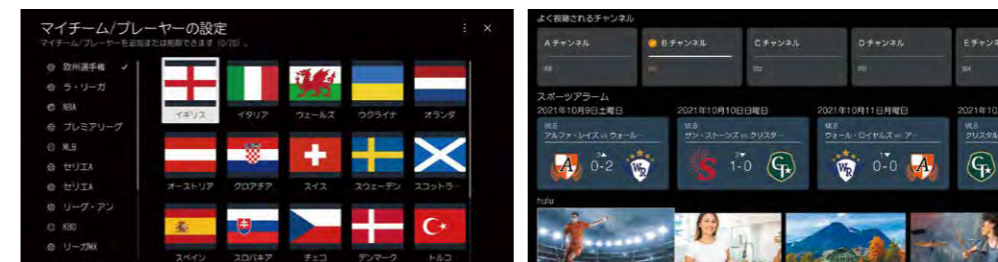 マイチーム/プレーヤーの設定
マイチーム/プレーヤーを追加または削除できます (0/20) 。
欧州選手権
ラ・リーガ
NBA
プレミアリーグ
MLB
セリエA
セリエA
リーグ・アン
KBO
リーガMX
イギリス
イタリア
ウェールズ
ウクライナ
オランダ
オーストリア
クロアチア
スイス
スウェーデン
スコットラ…
スペイン
スロバキア
チェコ
デンマーク
トルコ
よく視聴されるチャンネル
Aチャンネル
Bチャンネル
Cチャンネル
Dチャンネル
Eチャン
スポーツアラーム
2021年10月9日土曜日
2021年10月10日日曜日
2021年10月11日月曜日
2021年10
MLB
アルファ・レイズ vs ウォール…
0-2
MLB
サン・ストーンズ vs クリスタ…
1-0
MLB
ウォール・ロイヤルズ vs ア…
1-0
MLB
クリスタル
hulu